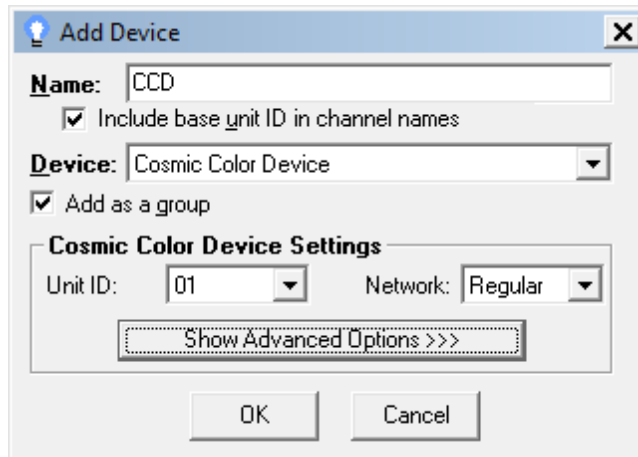 Add Device
Name: CCD
Include base unit ID in channel names
Device: Cosmic Color Device
Add as a group
Cosmic Color Device Settings
Unit ID: 01 Network: Regular
Show Advanced Options >>>
OK Cancel